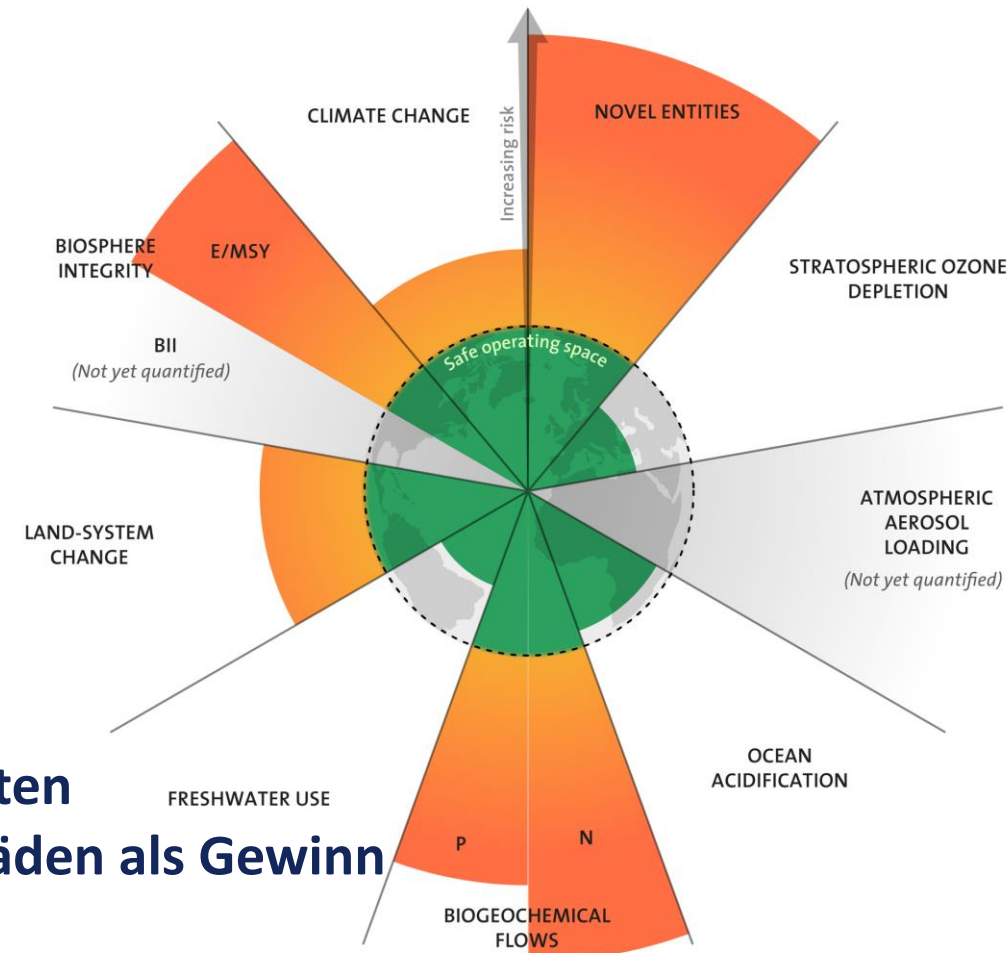 CLIMATE CHANGE
Increasing risk
NOVEL ENTITIES
BIOSPHERE
INTEGRITY
E/MSY
STRATOSPHERIC OZONE
DEPLETION
BII
(Not yet quantified)
Safe operating space
LAND-SYSTEM
CHANGE
ATMOSPHERIC
AEROSOL
LOADING
(Not yet quantified)
FRESHWATER USE
OCEAN
ACIDIFICATION
P
N
BIOGEOCHEMICAL
FLOWS
ten
äden als Gewinn